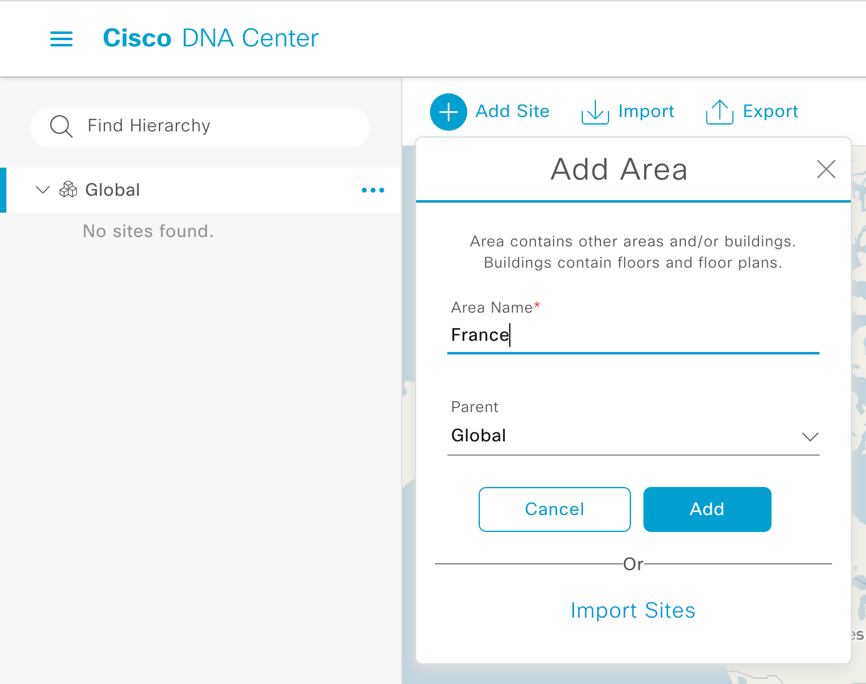 Cisco DNA Center
Find Hierarchy
Global
No sites found.
Add Site
Import
Export
Add Area
Area contains other areas and/or buildings.
Buildings contain floors and floor plans.
Area Name*
France
Parent
Global
Cancel
Add
Or
Import Sites